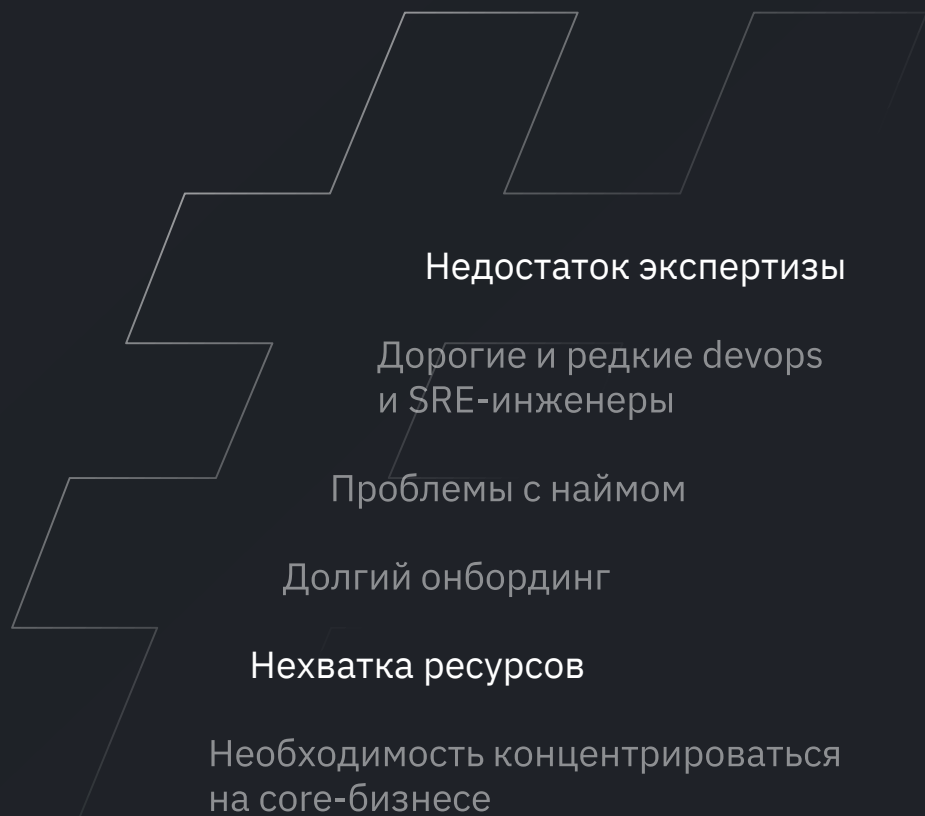 Недостаток экспертизы
Дорогие и редкие devops
и SRE-инженеры
Проблемы с наймом
Долгий онбординг
Нехватка ресурсов
Необходимость концентрироваться
на core-бизнесе